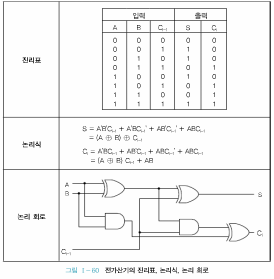 입력 출력
A B Cᵢ₋₁ S Cᵢ
0 0 0 0 0
0 0 1 1 0
0 1 0 1 0
0 1 1 0 1
1 0 0 1 0
1 0 1 0 1
1 1 0 0 1
1 1 1 1 1
진리표
논리식
S = A'B'Cᵢ₋₁ + A'BCᵢ₋₁' + AB'Cᵢ₋₁' + ABCᵢ₋₁
= (A ⊕ B) ⊕ Cᵢ₋₁
Cᵢ = A'BCᵢ₋₁ + AB'Cᵢ₋₁ + ABCᵢ₋₁' + ABCᵢ₋₁
= (A ⊕ B) Cᵢ₋₁ + AB
논리 회로
A
B
S
Cᵢ
Cᵢ₋₁
그림 1-60 전가산기의 진리표, 논리식, 논리 회로